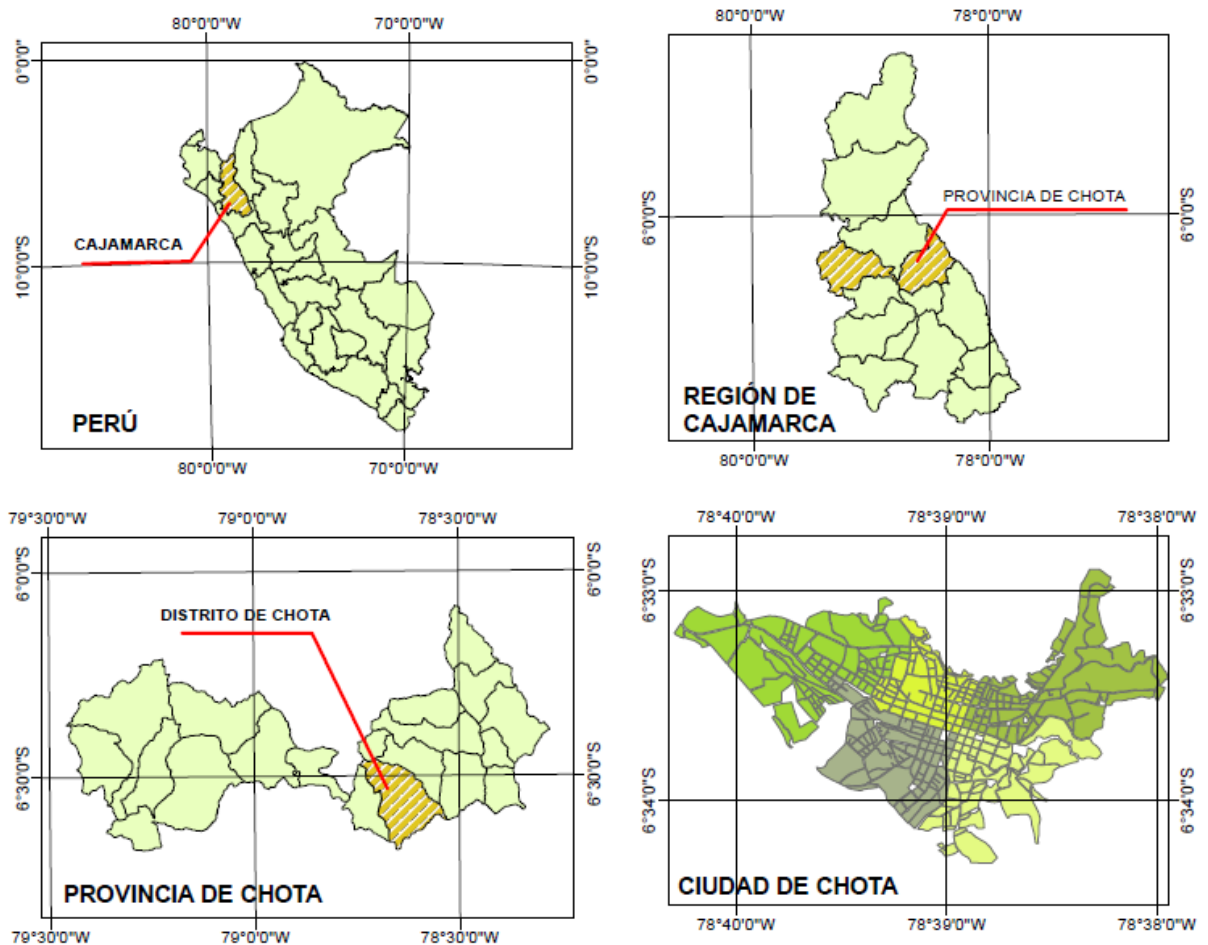 80°0'0"W 70°0'0"W
0°0'0" 0°0'0"
CAJAMARCA
10°0'0"S 10°0'0"S
PERÚ
80°0'0"W 70°0'0"W
80°0'0"W 78°0'0"W
PROVINCIA DE CHOTA
6°0'0"S 6°0'0"S
REGIÓN DE
CAJAMARCA
80°0'0"W 78°0'0"W
79°30'0"W 79°0'0"W 78°30'0"W
6°0'0"S 6°0'0"S
DISTRITO DE CHOTA
6°30'0"S 6°30'0"S
PROVINCIA DE CHOTA
79°30'0"W 79°0'0"W 78°30'0"W
78°40'0"W 78°39'0"W 78°38'0"W
6°33'0"S 6°33'0"S
6°34'0"S 6°34'0"S
CIUDAD DE CHOTA
78°40'0"W 78°39'0"W 78°38'0"W